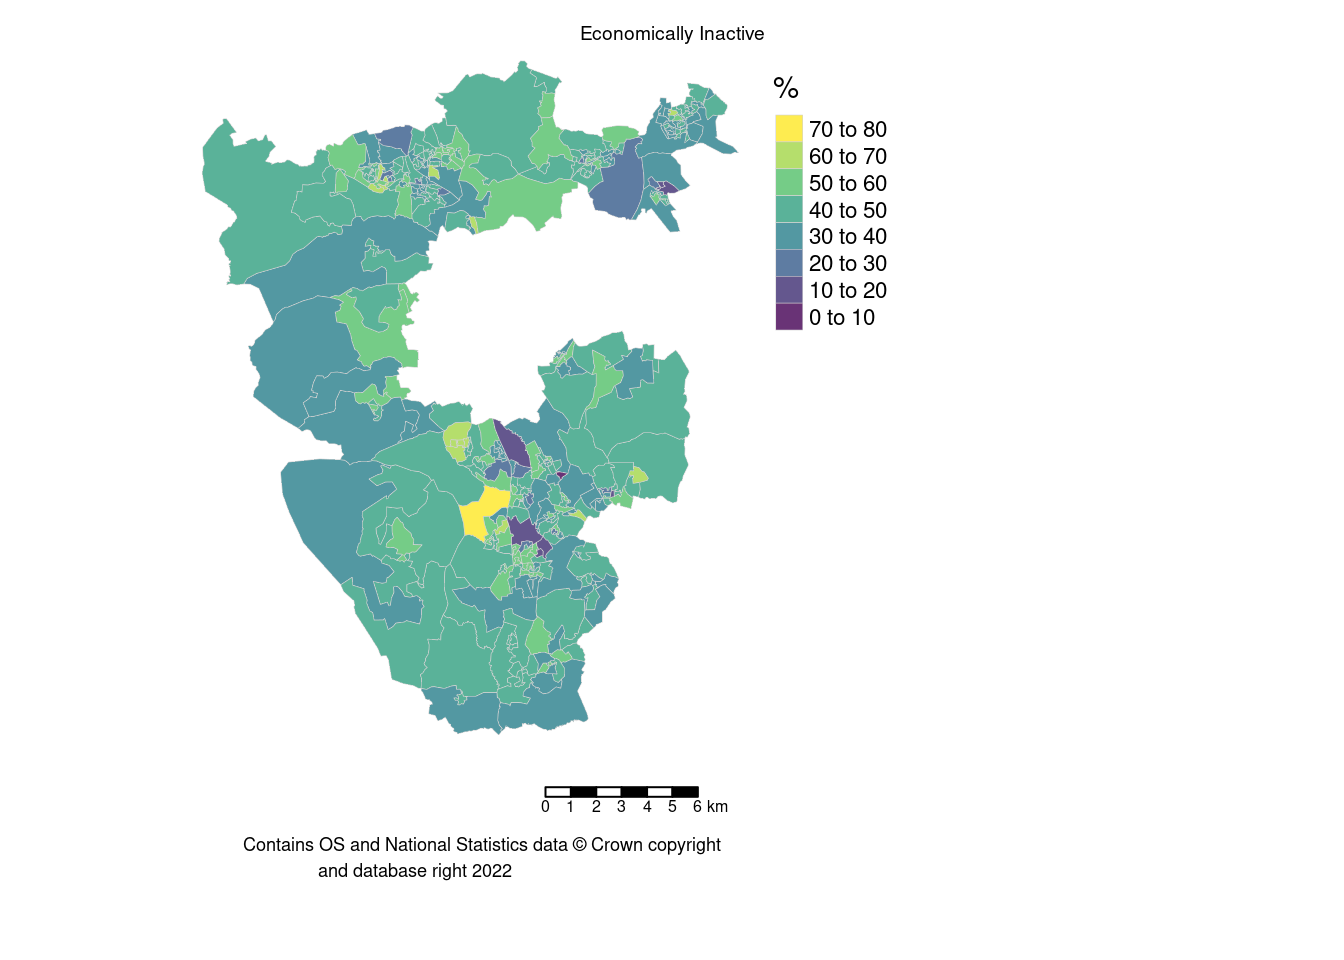 Economically Inactive
%
70 to 80
60 to 70
50 to 60
40 to 50
30 to 40
20 to 30
10 to 20
0 to 10
0 1 2 3 4 5 6 km
Contains OS and National Statistics data © Crown copyright
and database right 2022